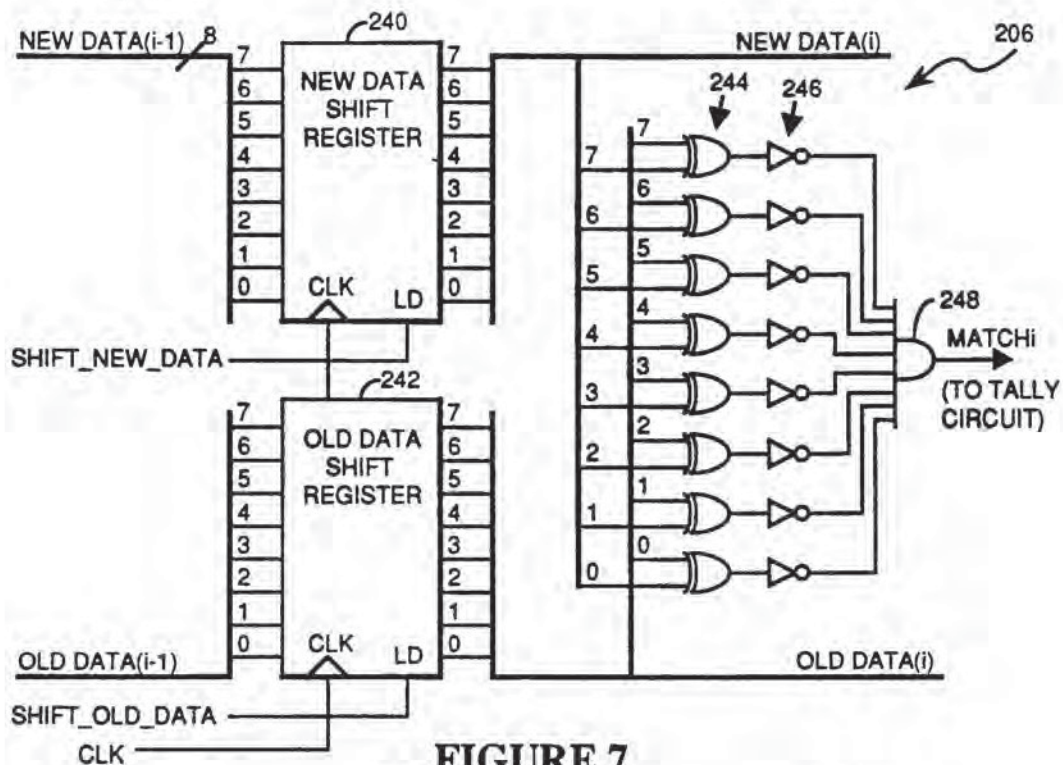 NEW DATA(i-1)
8
240
NEW DATA(i)
206
7
6
5
4
3
2
1
0
NEW DATA
SHIFT
REGISTER
CLK
LD
7
6
5
4
3
2
1
0
SHIFT_NEW_DATA
242
7
6
5
4
3
2
1
0
OLD DATA
SHIFT
REGISTER
CLK
LD
7
6
5
4
3
2
1
0
OLD DATA(i-1)
SHIFT_OLD_DATA
CLK
244
246
7
7
6
6
5
5
4
4
3
3
2
2
1
1
0
0
248
MATCHi
(TO TALLY
CIRCUIT)
OLD DATA(i)
FIGURE 7